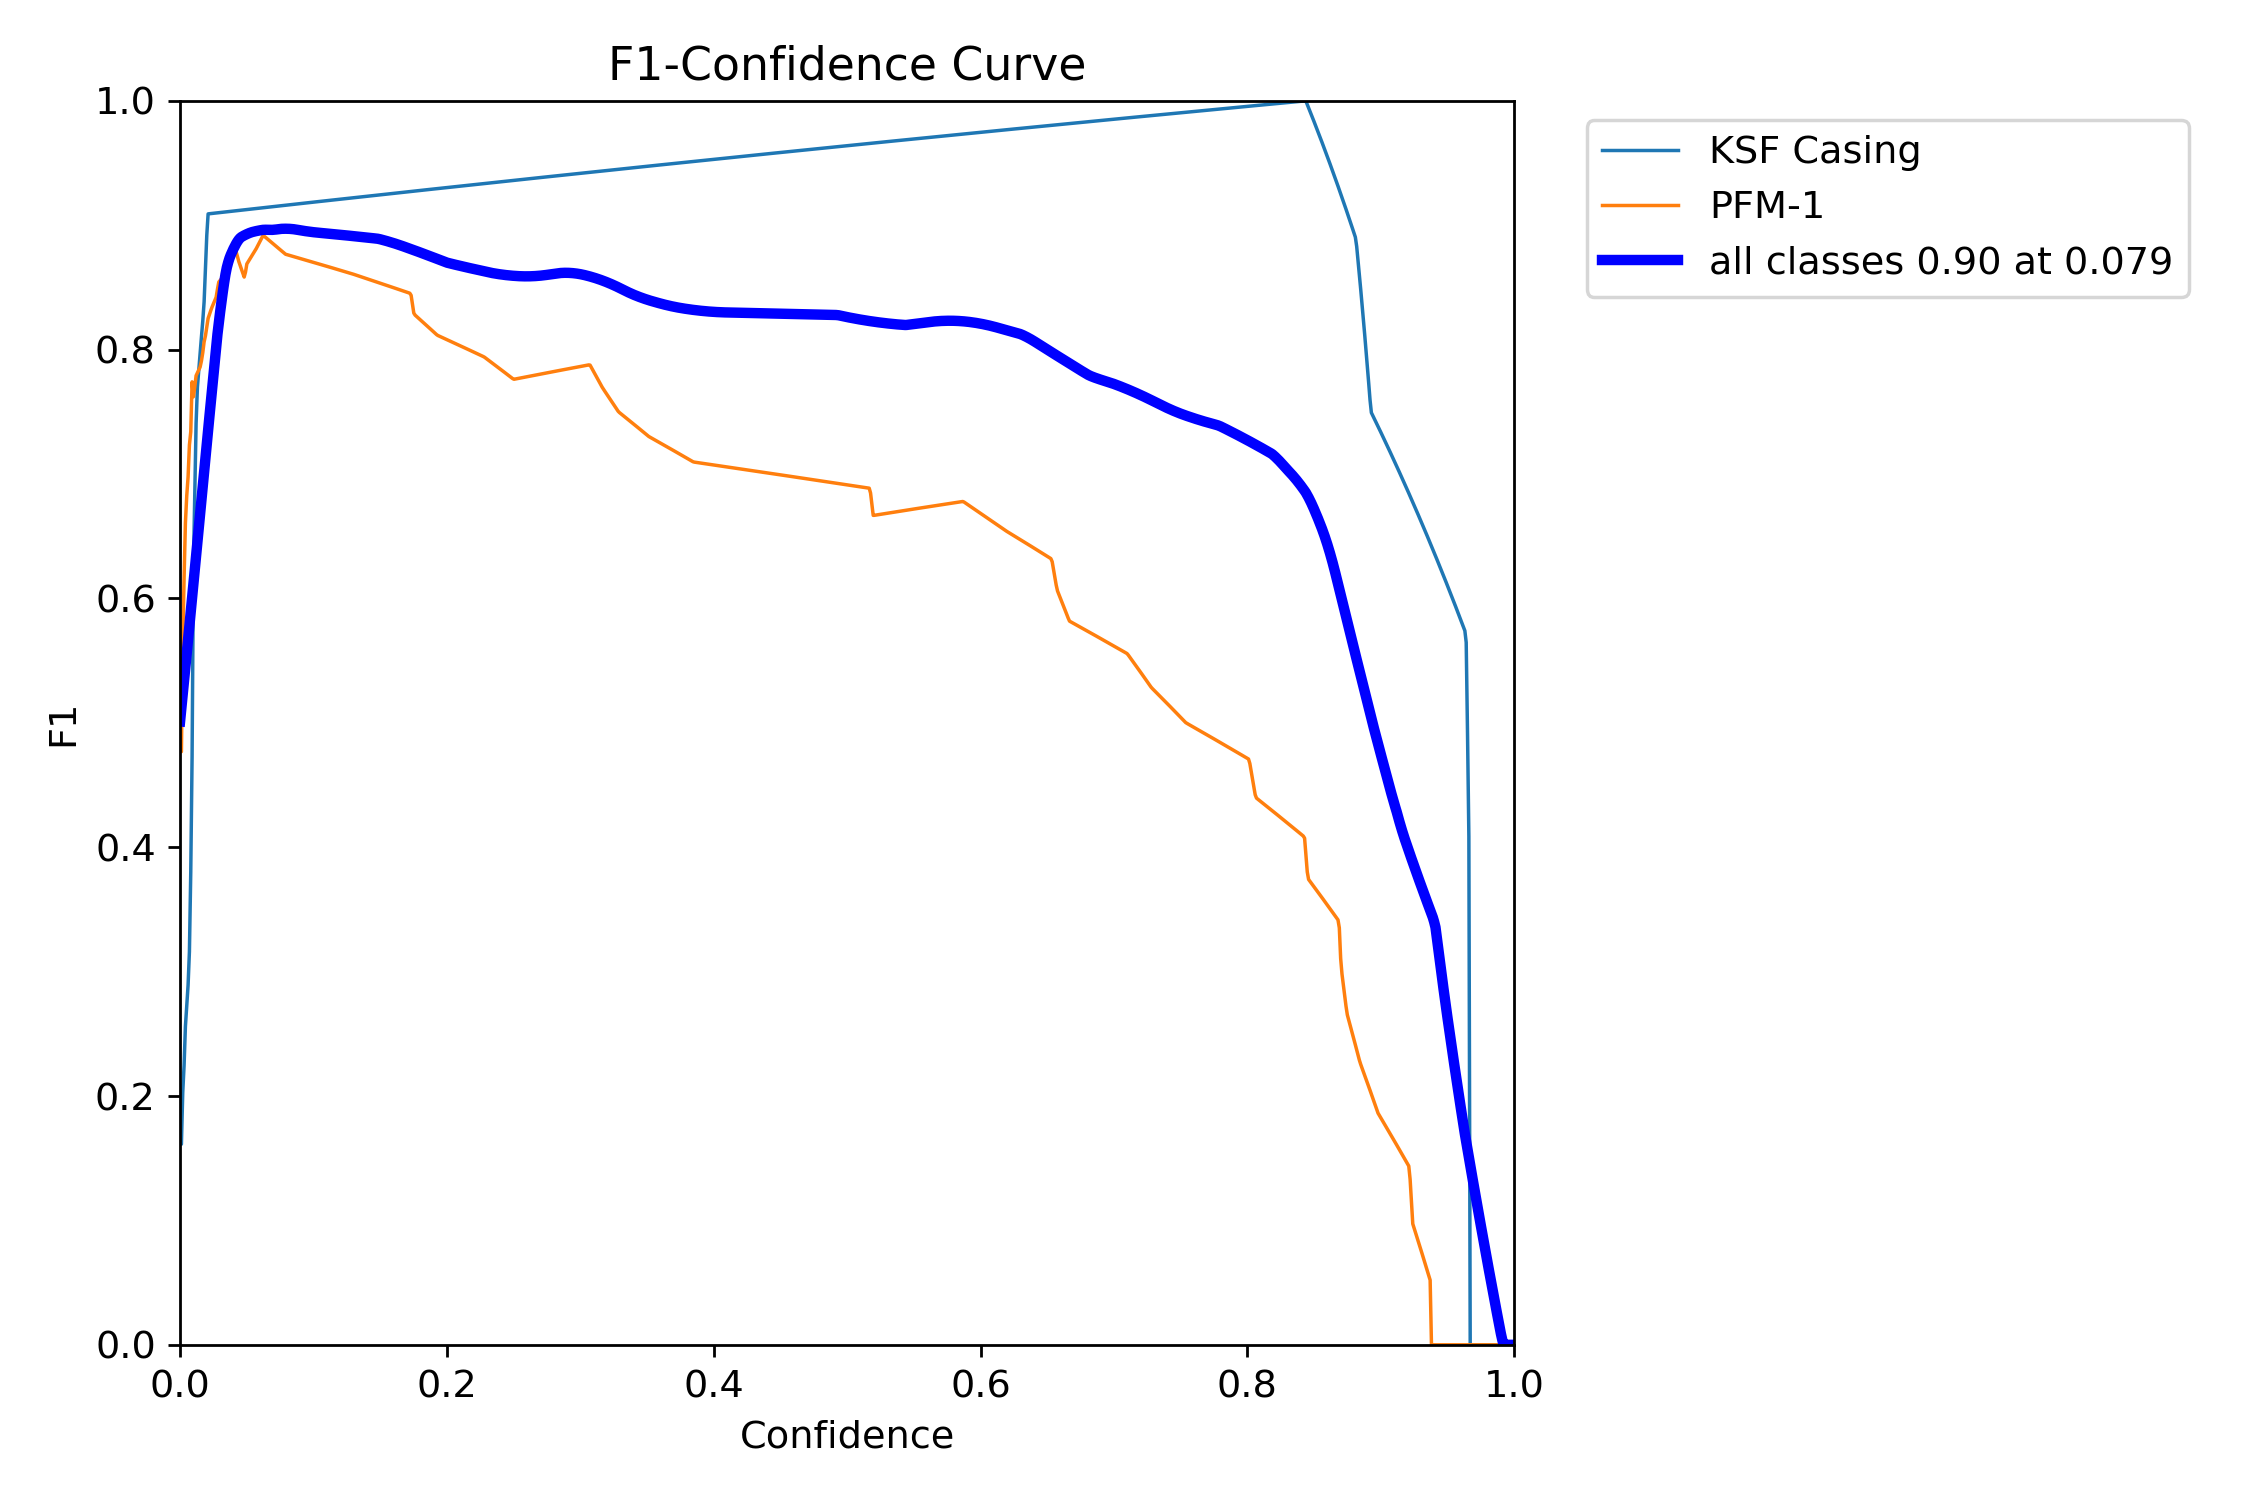 F1-Confidence Curve
KSF Casing
PFM-1
all classes 0.90 at 0.079
F1
1.0
0.8
0.6
0.4
0.2
0.0
0.0 0.2 0.4 0.6 0.8 1.0
Confidence